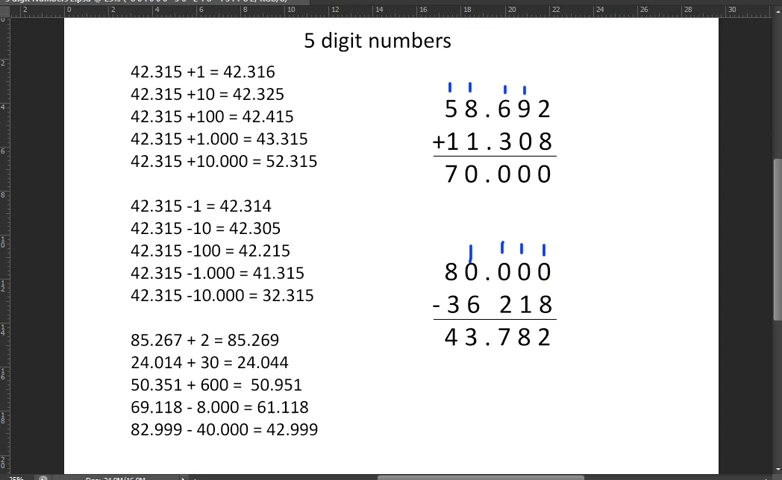 5 digit numbers
42.315 +1 = 42.316
42.315 +10 = 42.325
42.315 +100 = 42.415
42.315 +1.000 = 43.315
42.315 +10.000 = 52.315
42.315 -1 = 42.314
42.315 -10 = 42.305
42.315 -100 = 42.215
42.315 -1.000 = 41.315
42.315 -10.000 = 32.315
85.267 + 2 = 85.269
24.014 + 30 = 24.044
50.351 + 600 = 50.951
69.118 - 8.000 = 61.118
82.999 - 40.000 = 42.999
58.692
+11.308
70.000
80.000
-36 218
43.782